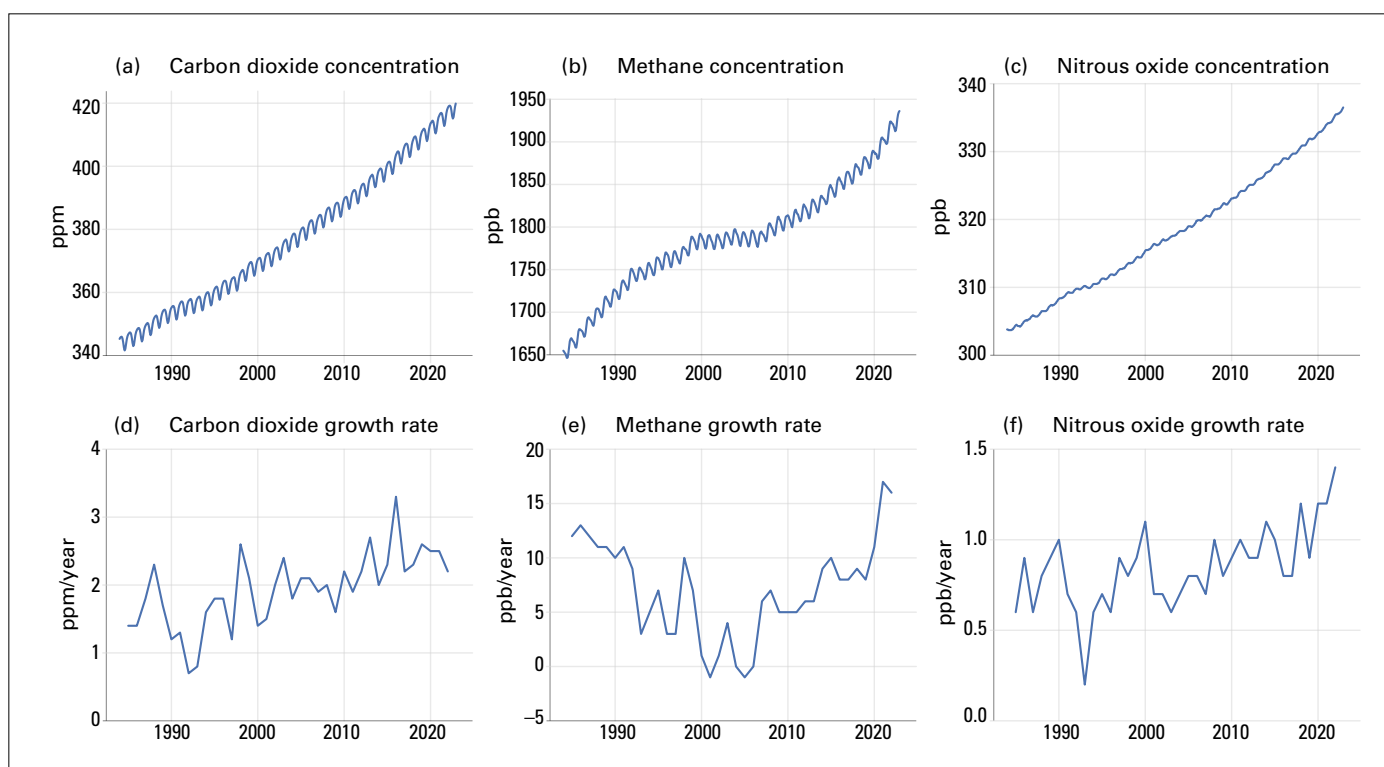 (a) Carbon dioxide concentration
420
400
380
360
340
ppm
1990 2000 2010 2020
(b) Methane concentration
1950
1900
1850
1800
1750
1700
1650
ppb
1990 2000 2010 2020
(c) Nitrous oxide concentration
340
330
320
310
300
ppb
1990 2000 2010 2020
(d) Carbon dioxide growth rate
4
3
2
1
0
ppm/year
1990 2000 2010 2020
(e) Methane growth rate
20
15
10
5
0
–5
ppb/year
1990 2000 2010 2020
(f) Nitrous oxide growth rate
1.5
1.0
0.5
0.0
ppb/year
1990 2000 2010 2020